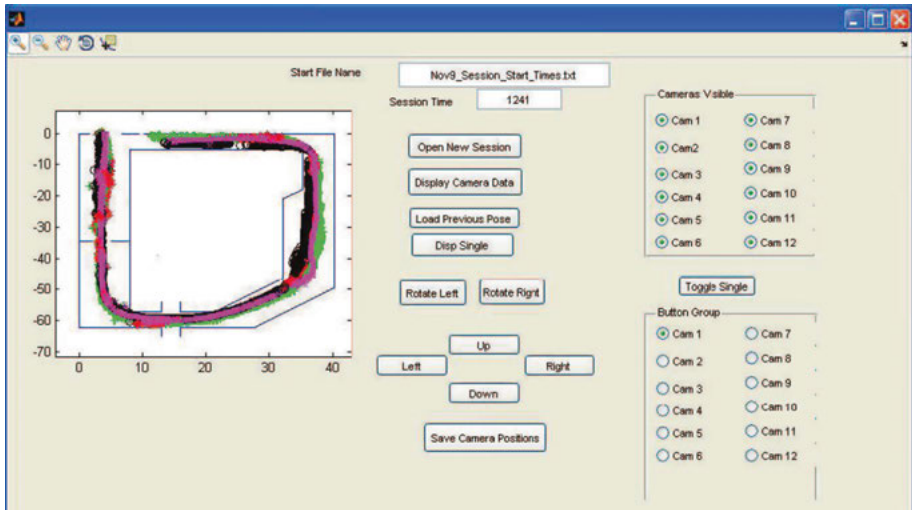 Start File Name
Nov9_Session_Start_Times.txt
Session Time
1241
0
-10
-20
-30
-40
-50
-60
-70
0
10
20
30
40
Open New Session
Display Camera Data
Load Previous Pose
Disp Single
Rotate Left
Rotate Right
Up
Left
Right
Down
Save Camera Positions
Cameras Visible
Cam 1
Cam 7
Cam2
Cam 8
Cam 3
Cam 9
Cam 4
Cam 10
Cam 5
Cam 11
Cam 6
Cam 12
Toggle Single
Button Group
Cam 1
Cam 7
Cam 2
Cam 8
Cam 3
Cam 9
Cam 4
Cam 10
Cam 5
Cam 11
Cam 6
Cam 12